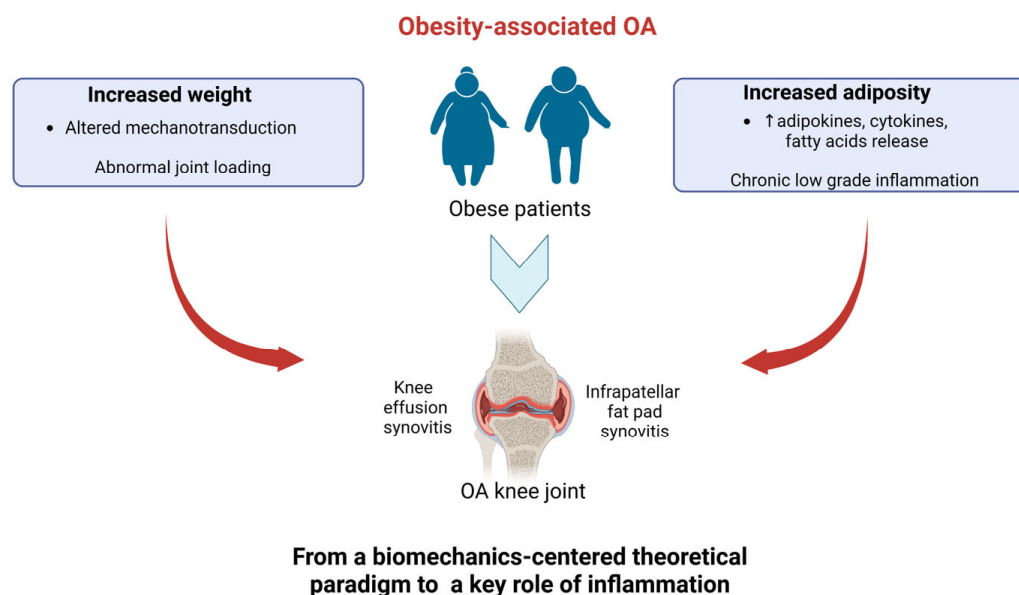 Obesity-associated OA
Increased weight
• Altered mechanotransduction
Abnormal joint loading
Obese patients
Increased adiposity
• ↑adipokines, cytokines,
fatty acids release
Chronic low grade inflammation
Knee
effusion
synovitis
Infrapatellar
fat pad
synovitis
OA knee joint
From a biomechanics-centered theoretical
paradigm to a key role of inflammation